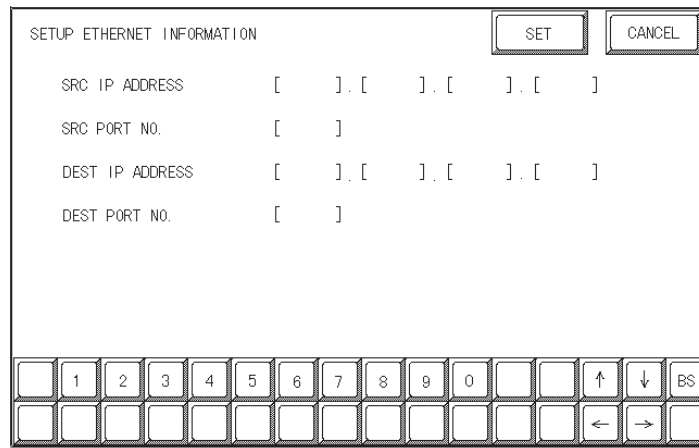 SETUP ETHERNET INFORMATION SET CANCEL
SRC IP ADDRESS [ ] . [ ] . [ ] . [ ]
SRC PORT NO. [ ]
DEST IP ADDRESS [ ] . [ ] . [ ] . [ ]
DEST PORT NO. [ ]
1 2 3 4 5 6 7 8 9 0 ↑ ↓ BS
← →